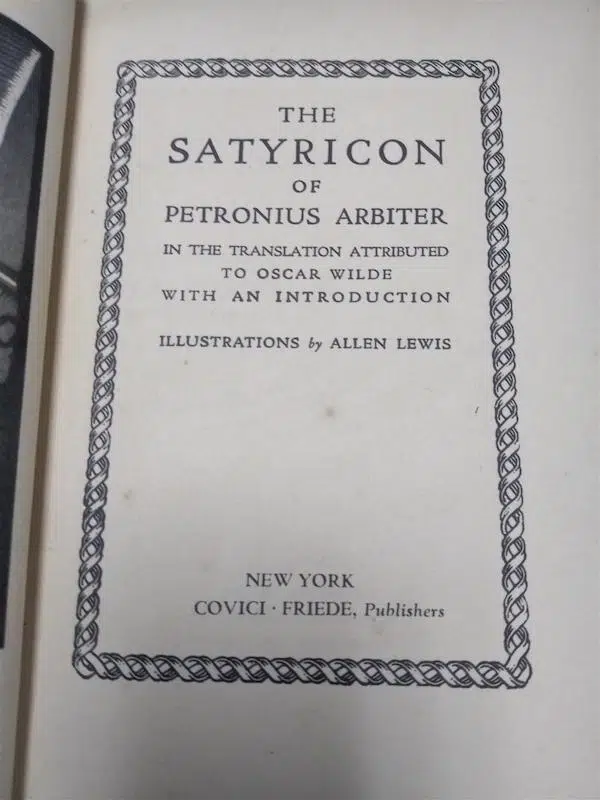 THE
SATYRICON
OF
PETRONIUS ARBITER
IN THE TRANSLATION ATTRIBUTED
TO OSCAR WILDE
WITH AN INTRODUCTION
ILLUSTRATIONS by ALLEN LEWIS
NEW YORK
COVICI · FRIEDE, Publishers